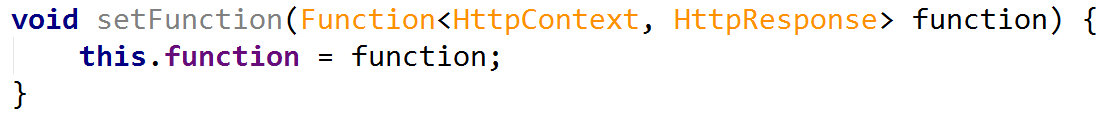 void setFunction(Function<HttpContext, HttpResponse> function) {
    this.function = function;
}